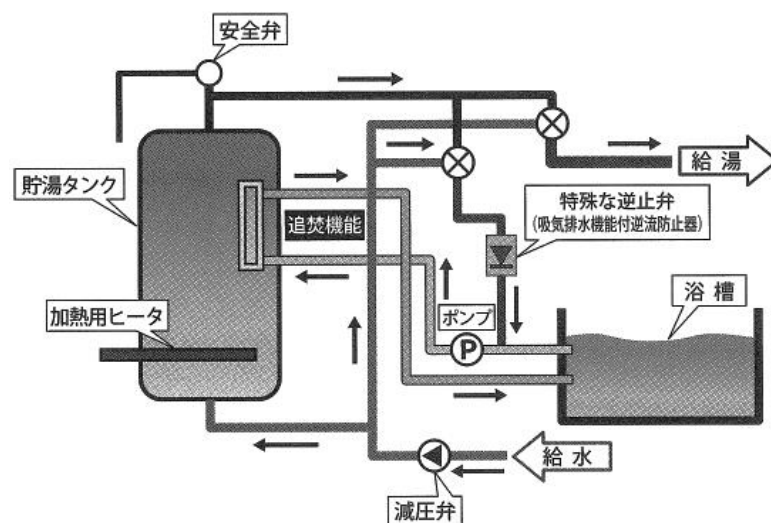 安全弁
給湯
貯湯タンク
特殊な逆止弁
(吸気排水機能付逆流防止器)
追焚機能
浴槽
加熱用ヒータ
ポンプ
P
給水
減圧弁